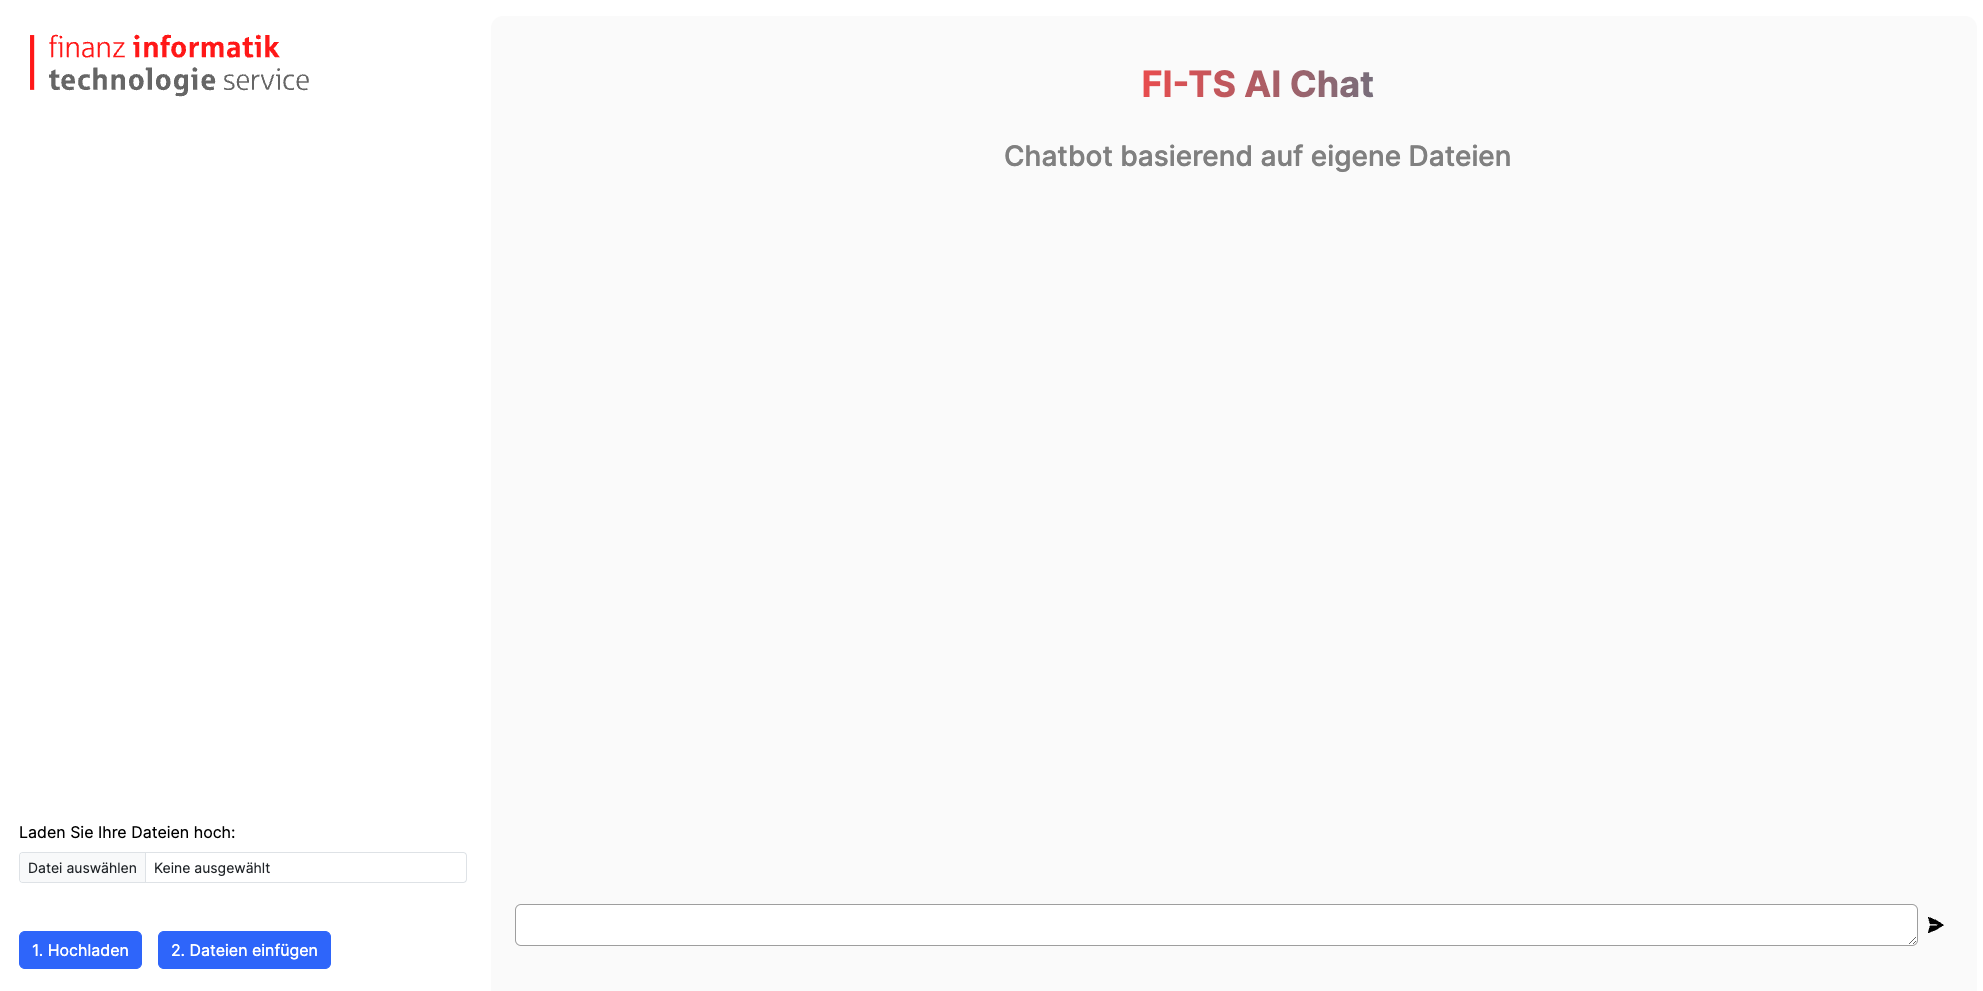 finanz informatik
technologie service
FI-TS AI Chat
Chatbot basierend auf eigene Dateien
Laden Sie Ihre Dateien hoch:
Datei auswählen Keine ausgewählt
1. Hochladen 2. Dateien einfügen